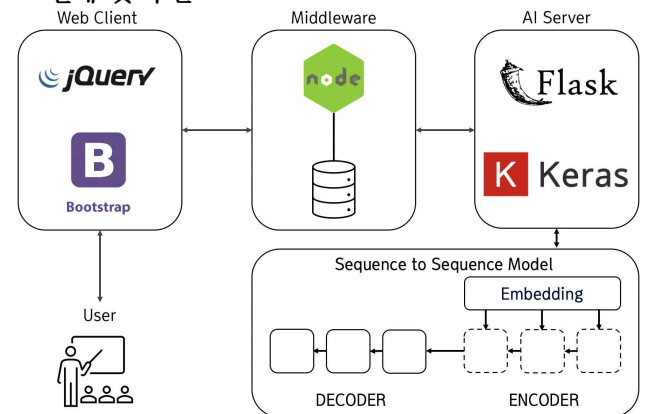 Web Client
Middleware
AI Server
jQuery
node
Flask
B
Bootstrap
K Keras
Sequence to Sequence Model
Embedding
User
DECODER
ENCODER